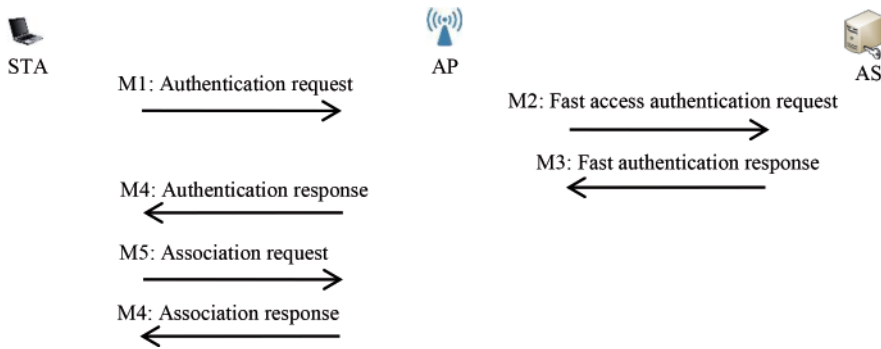 STA
AP
AS
M1: Authentication request
M2: Fast access authentication request
M3: Fast authentication response
M4: Authentication response
M5: Association request
M4: Association response